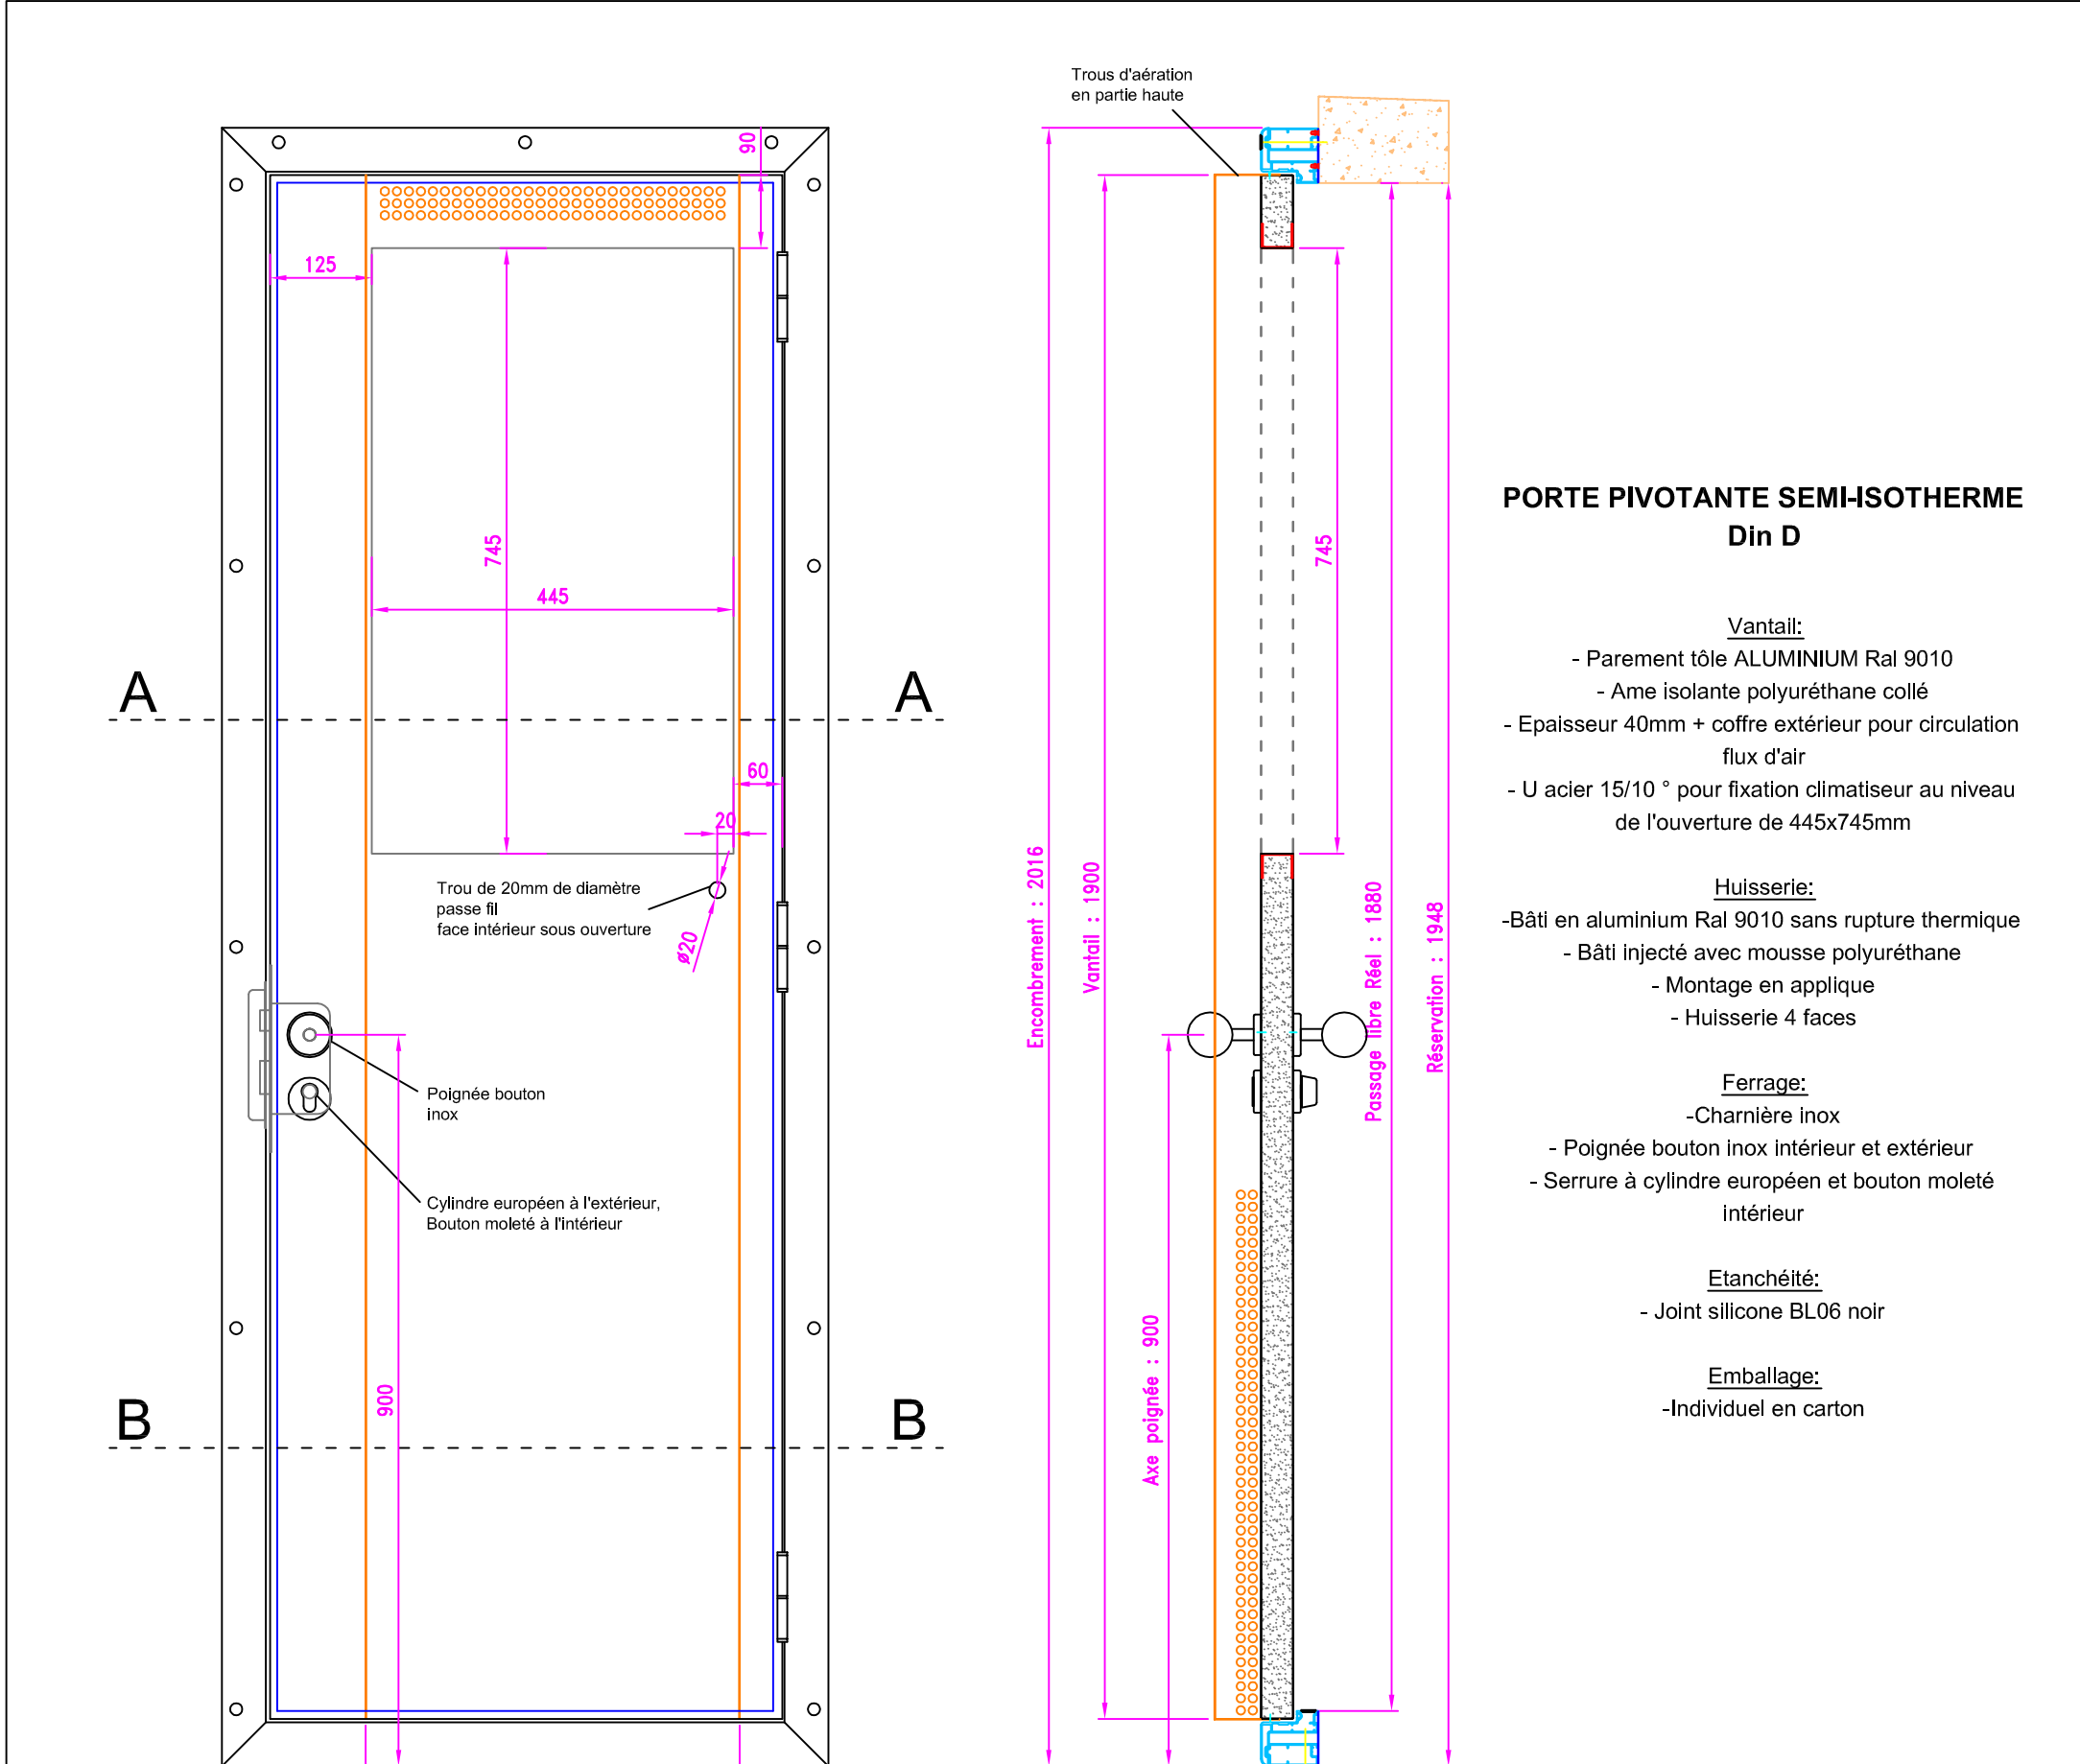 Trous d'aération
en partie haute
90
125
745
445
A
A
60
20
Trou de 20mm de diamètre
passe fil
face intérieur sous ouverture
ø20
Poignée bouton
inox
Cylindre européen à l'extérieur,
Bouton moleté à l'intérieur
900
B
B
Encombrement : 2016
Vantail : 1900
Axe poignée : 900
745
Passage libre Réel : 1880
Réservation : 1948
PORTE PIVOTANTE SEMI-ISOTHERME
Din D
Vantail:
- Parement tôle ALUMINIUM Ral 9010
- Ame isolante polyuréthane collé
- Epaisseur 40mm + coffre extérieur pour circulation
flux d'air
- U acier 15/10 ° pour fixation climatiseur au niveau
de l'ouverture de 445x745mm
Huisserie:
-Bâti en aluminium Ral 9010 sans rupture thermique
- Bâti injecté avec mousse polyuréthane
- Montage en applique
- Huisserie 4 faces
Ferrage:
-Charnière inox
- Poignée bouton inox intérieur et extérieur
- Serrure à cylindre européen et bouton moleté
intérieur
Etanchéité:
- Joint silicone BL06 noir
Emballage:
-Individuel en carton